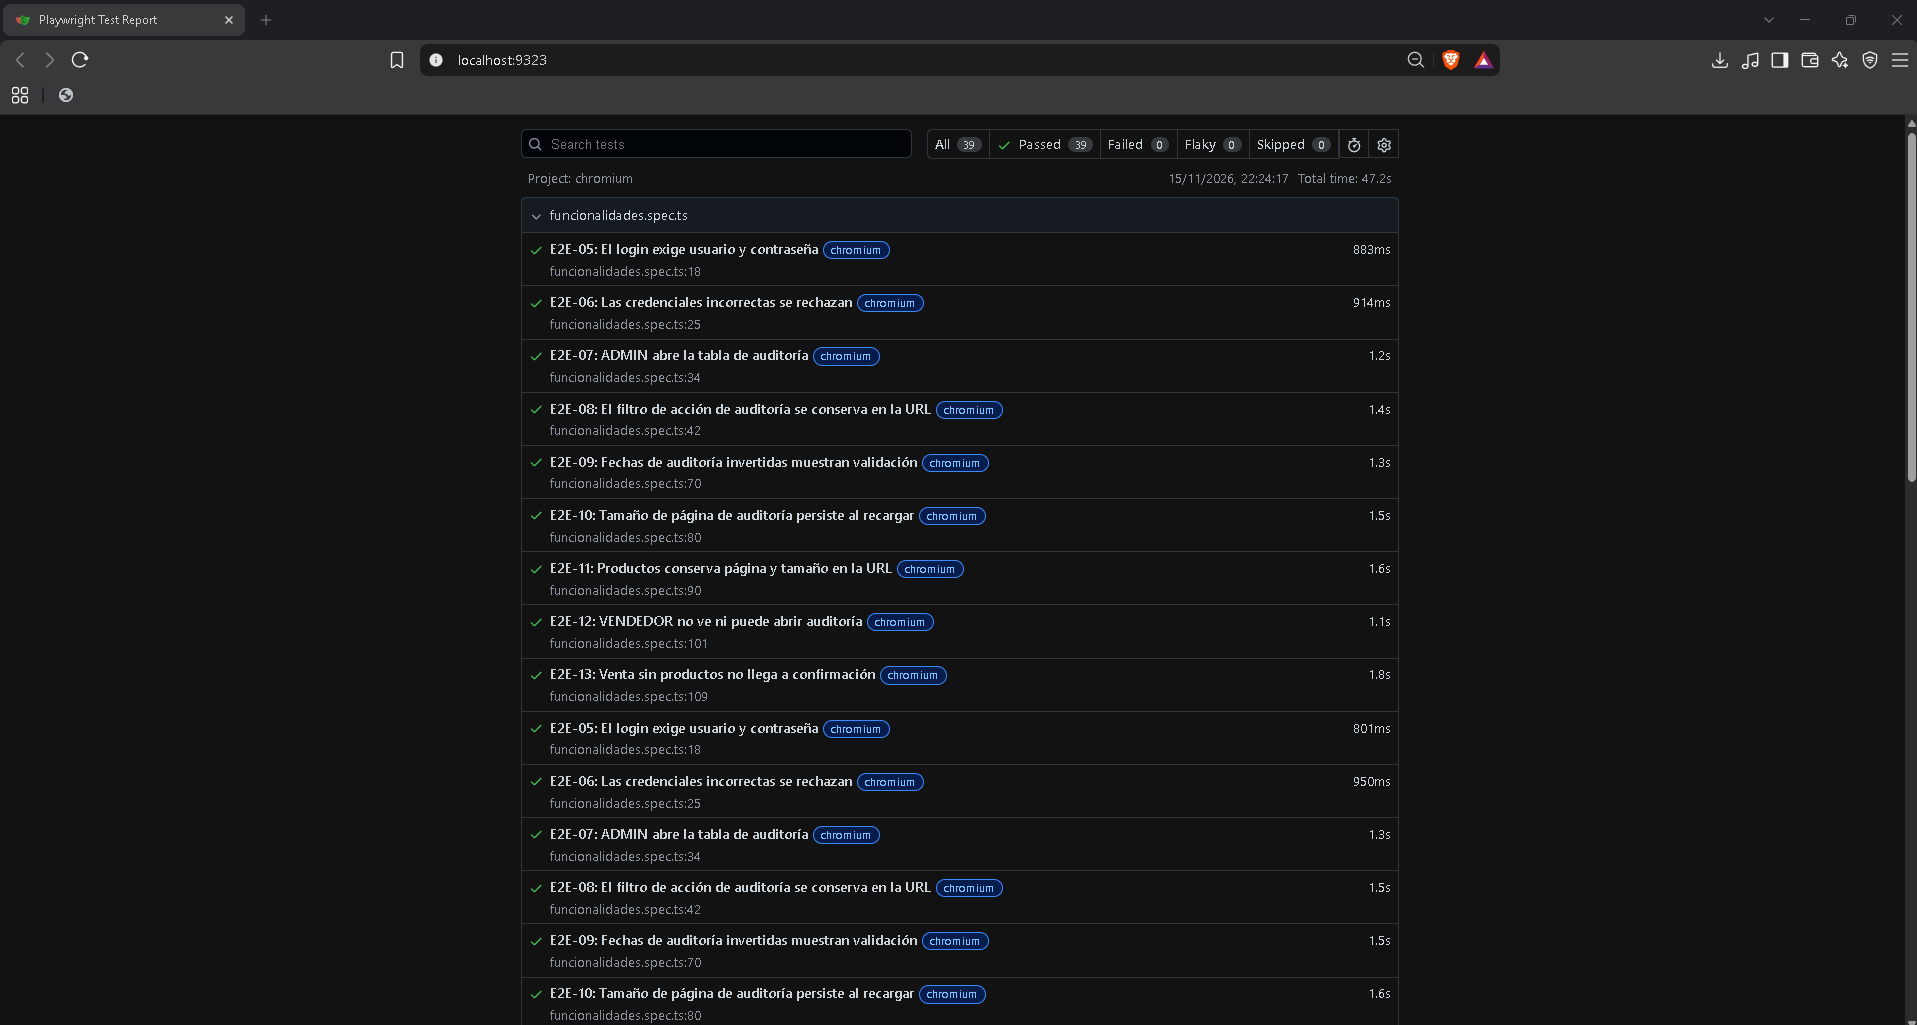 Playwright Test Report
localhost:9323
Search tests
All 39 Passed 39 Failed 0 Flaky 0 Skipped 0
Project: chromium 15/11/2026, 22:24:17 Total time: 47.2s
funcionalidades.spec.ts
E2E-05: El login exige usuario y contraseña chromium 883ms
funcionalidades.spec.ts:18
E2E-06: Las credenciales incorrectas se rechazan chromium 914ms
funcionalidades.spec.ts:25
E2E-07: ADMIN abre la tabla de auditoría chromium 1.2s
funcionalidades.spec.ts:34
E2E-08: El filtro de acción de auditoría se conserva en la URL chromium 1.4s
funcionalidades.spec.ts:42
E2E-09: Fechas de auditoría invertidas muestran validación chromium 1.3s
funcionalidades.spec.ts:70
E2E-10: Tamaño de página de auditoría persiste al recargar chromium 1.5s
funcionalidades.spec.ts:80
E2E-11: Productos conserva página y tamaño en la URL chromium 1.6s
funcionalidades.spec.ts:90
E2E-12: VENDEDOR no ve ni puede abrir auditoría chromium 1.1s
funcionalidades.spec.ts:101
E2E-13: Venta sin productos no llega a confirmación chromium 1.8s
funcionalidades.spec.ts:109
E2E-05: El login exige usuario y contraseña chromium 801ms
funcionalidades.spec.ts:18
E2E-06: Las credenciales incorrectas se rechazan chromium 950ms
funcionalidades.spec.ts:25
E2E-07: ADMIN abre la tabla de auditoría chromium 1.3s
funcionalidades.spec.ts:34
E2E-08: El filtro de acción de auditoría se conserva en la URL chromium 1.5s
funcionalidades.spec.ts:42
E2E-09: Fechas de auditoría invertidas muestran validación chromium 1.5s
funcionalidades.spec.ts:70
E2E-10: Tamaño de página de auditoría persiste al recargar chromium 1.6s
funcionalidades.spec.ts:80